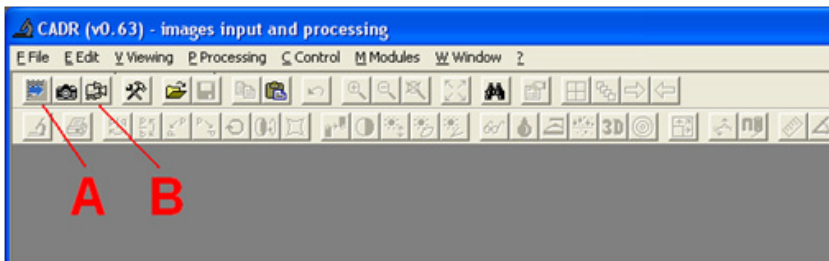 CADR (v0.63) - images input and processing
F File E Edit V Viewing P Processing C Control M Modules W Window ?
3D
A B